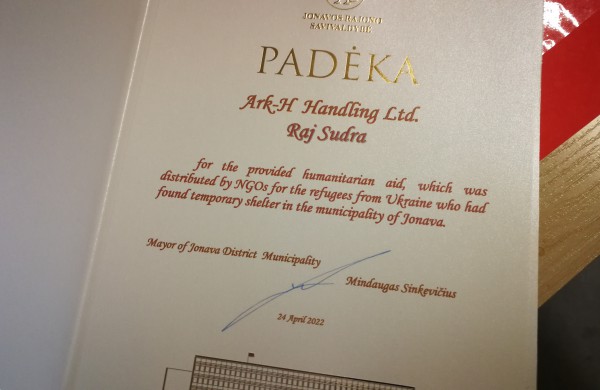 JONAVOS RAJONO
SAVIVALDYBĖ
PADĖKA
Ark-H Handling Ltd.
Raj Sudra
for the provided humanitarian aid, which was
distributed by NGOs for the refugees from Ukraine who had
found temporary shelter in the municipality of Jonava.
Mayor of Jonava District Municipality
Mindaugas Sinkevičius
24 April 2022